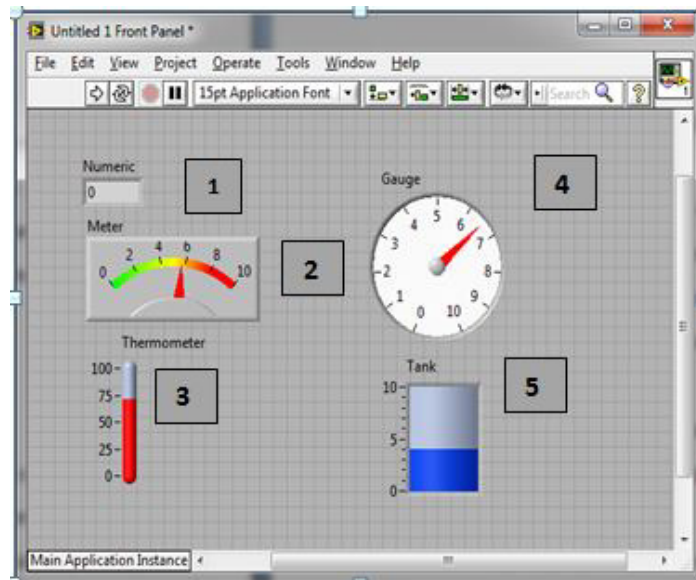 Untitled 1 Front Panel *
File Edit View Project Operate Tools Window Help
15pt Application Font
Search
?
1
Numeric
0
1
Gauge
4
0 1 2 3 4 5 6 7 8 9 10
Meter
0 2 4 6 8 10
2
Thermometer
100
75
50
25
0
3
Tank
10
5
0
5
Main Application Instance